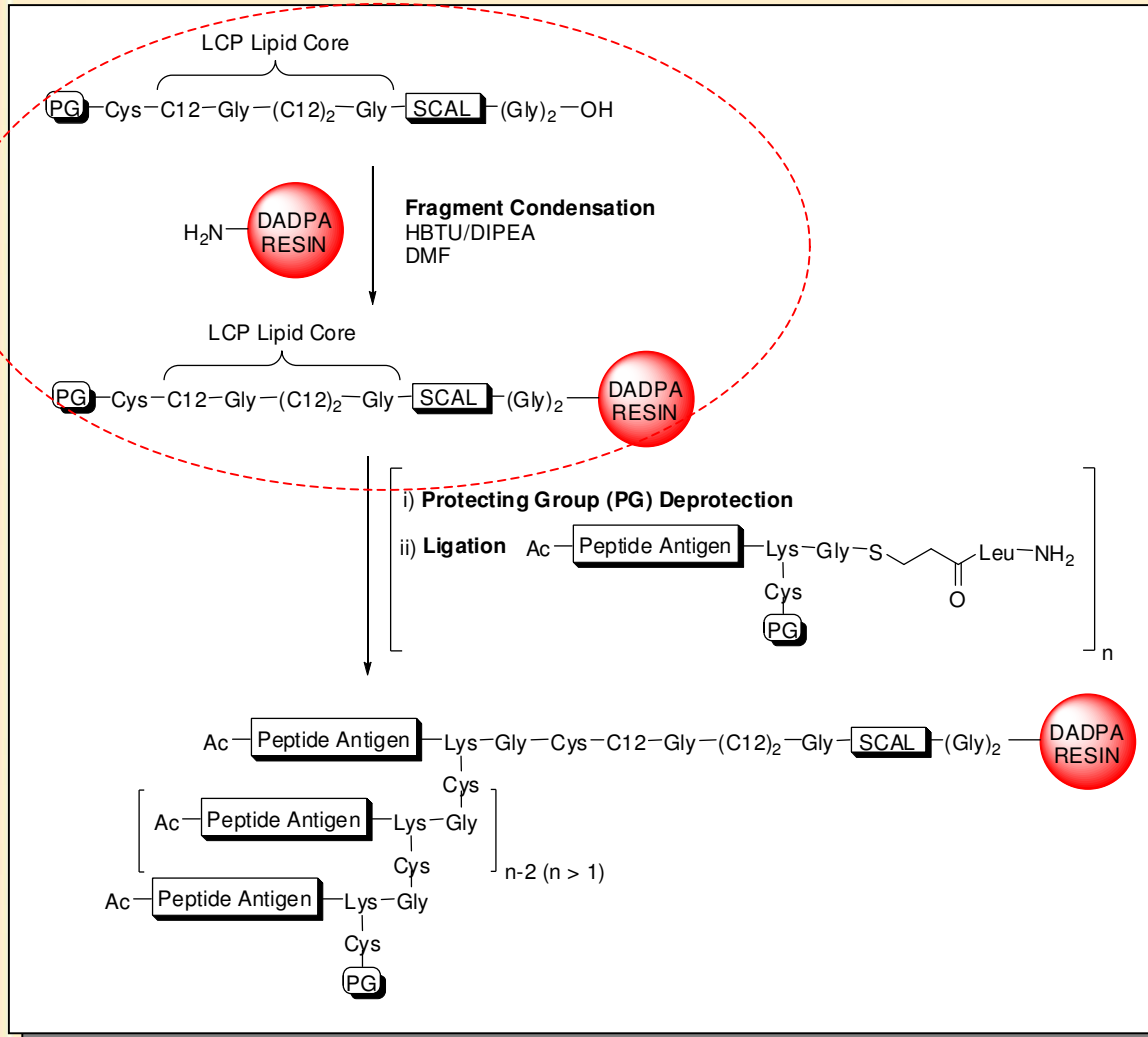 LCP Lipid Core
PG Cys C12 Gly (C12)2 Gly SCAL (Gly)2 OH
H2N DADPA RESIN
Fragment Condensation
HBTU/DIPEA
DMF
LCP Lipid Core
PG Cys C12 Gly (C12)2 Gly SCAL (Gly)2 DADPA RESIN
i) Protecting Group (PG) Deprotection
ii) Ligation Ac Peptide Antigen Lys Gly S Leu NH2
O
Cys
PG
n
Ac Peptide Antigen Lys Gly Cys C12 Gly (C12)2 Gly SCAL (Gly)2 DADPA RESIN
Cys
Ac Peptide Antigen Lys Gly
n-2 (n > 1)
Cys
Ac Peptide Antigen Lys Gly
Cys
PG